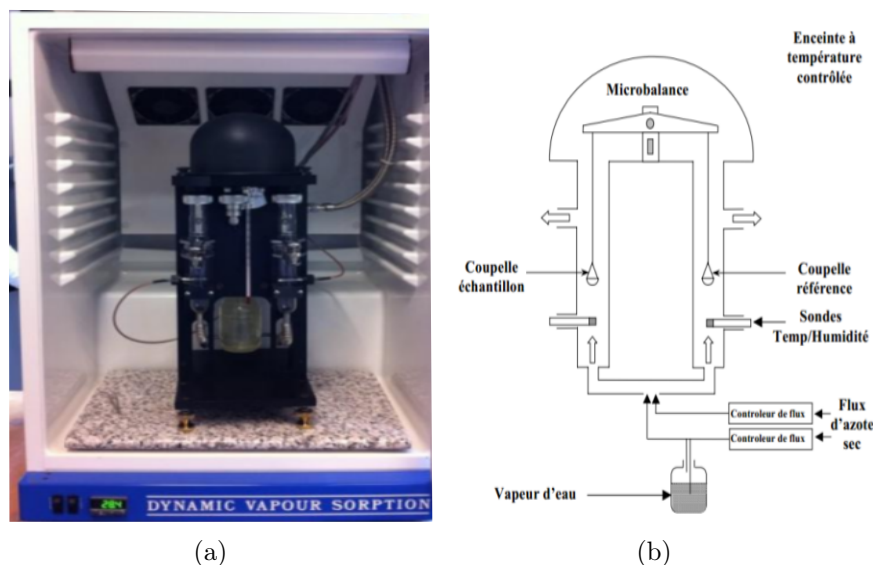 284
DYNAMIC VAPOUR SORPTION
(a)
Enceinte à
température
contrôlée
Microbalance
Coupelle
échantillon
Coupelle
référence
Sondes
Temp/Humidité
Controleur de flux
Controleur de flux
Flux
d'azote
sec
Vapeur d'eau
(b)